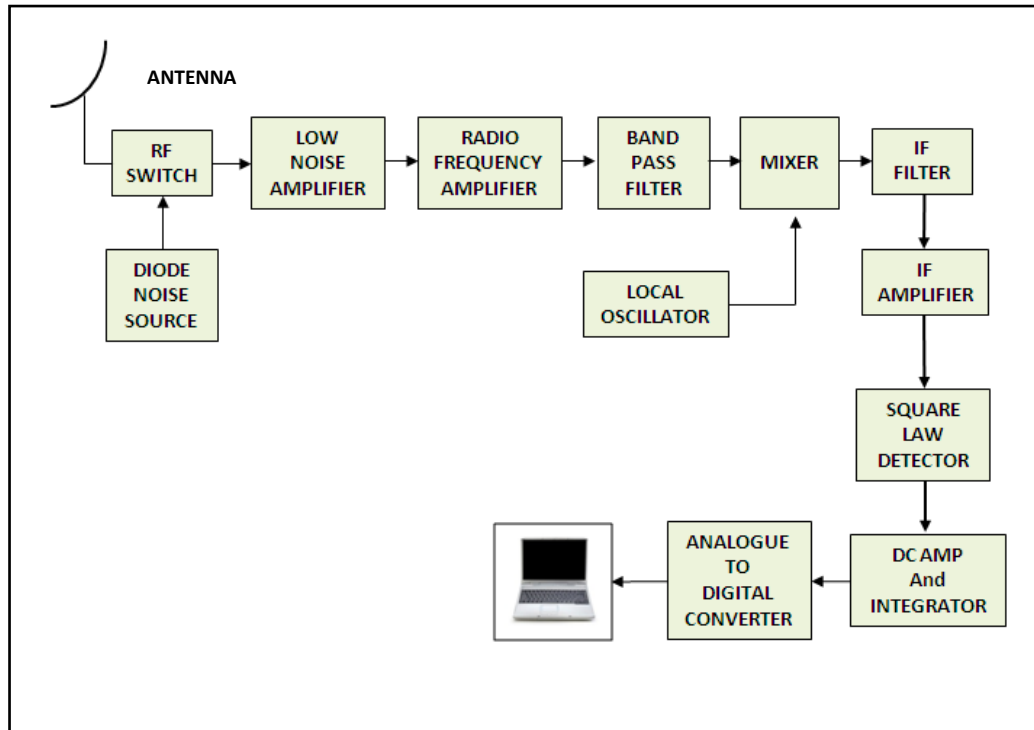 ANTENNA
RF
SWITCH
LOW
NOISE
AMPLIFIER
RADIO
FREQUENCY
AMPLIFIER
BAND
PASS
FILTER
MIXER
IF
FILTER
DIODE
NOISE
SOURCE
LOCAL
OSCILLATOR
IF
AMPLIFIER
SQUARE
LAW
DETECTOR
DC AMP
And
INTEGRATOR
ANALOGUE
TO
DIGITAL
CONVERTER